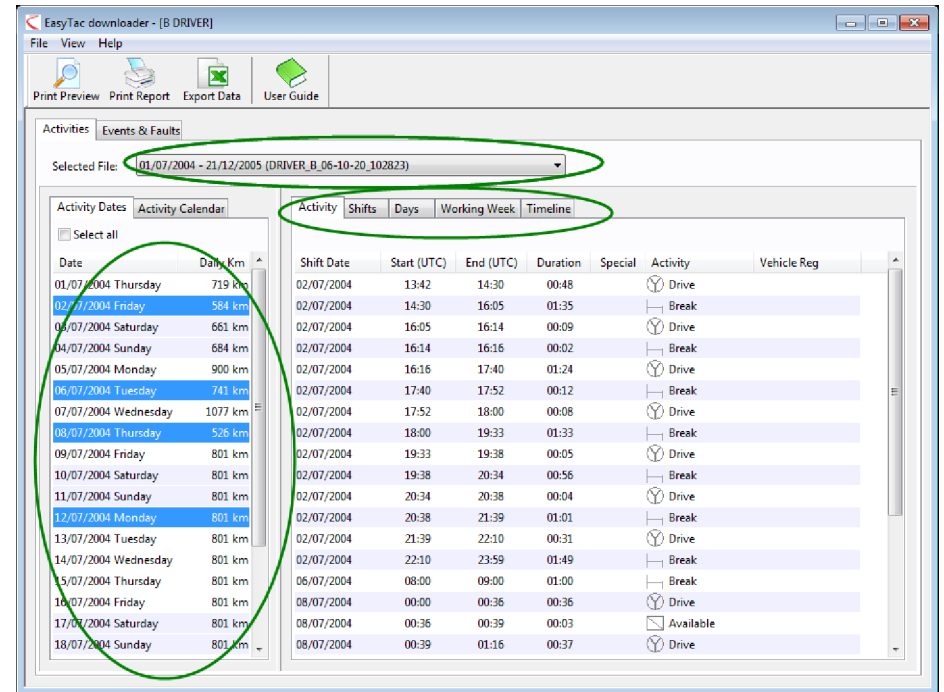 EasyTac downloader - [B DRIVER]
File View Help
Print Preview Print Report Export Data User Guide
Activities Events & Faults
Selected File: 01/07/2004 - 21/12/2005 (DRIVER_B_06-10-20_102823)
Activity Dates Activity Calendar
Select all
Date Daily Km
01/07/2004 Thursday 719 km
02/07/2004 Friday 584 km
03/07/2004 Saturday 661 km
04/07/2004 Sunday 684 km
05/07/2004 Monday 900 km
06/07/2004 Tuesday 741 km
07/07/2004 Wednesday 1077 km
08/07/2004 Thursday 526 km
09/07/2004 Friday 801 km
10/07/2004 Saturday 801 km
11/07/2004 Sunday 801 km
12/07/2004 Monday 801 km
13/07/2004 Tuesday 801 km
14/07/2004 Wednesday 801 km
15/07/2004 Thursday 801 km
16/07/2004 Friday 801 km
17/07/2004 Saturday 801 km
18/07/2004 Sunday 801 km
Activity Shifts Days Working Week Timeline
Shift Date Start (UTC) End (UTC) Duration Special Activity Vehicle Reg
02/07/2004 13:42 14:30 00:48 Drive
02/07/2004 14:30 16:05 01:35 Break
02/07/2004 16:05 16:14 00:09 Drive
02/07/2004 16:14 16:16 00:02 Break
02/07/2004 16:16 17:40 01:24 Drive
02/07/2004 17:40 17:52 00:12 Break
02/07/2004 17:52 18:00 00:08 Drive
02/07/2004 18:00 19:33 01:33 Break
02/07/2004 19:33 19:38 00:05 Drive
02/07/2004 19:38 20:34 00:56 Break
02/07/2004 20:34 20:38 00:04 Drive
02/07/2004 20:38 21:39 01:01 Break
02/07/2004 21:39 22:10 00:31 Drive
02/07/2004 22:10 23:59 01:49 Break
06/07/2004 08:00 09:00 01:00 Break
08/07/2004 00:00 00:36 00:36 Drive
08/07/2004 00:36 00:39 00:03 Available
08/07/2004 00:39 01:16 00:37 Drive